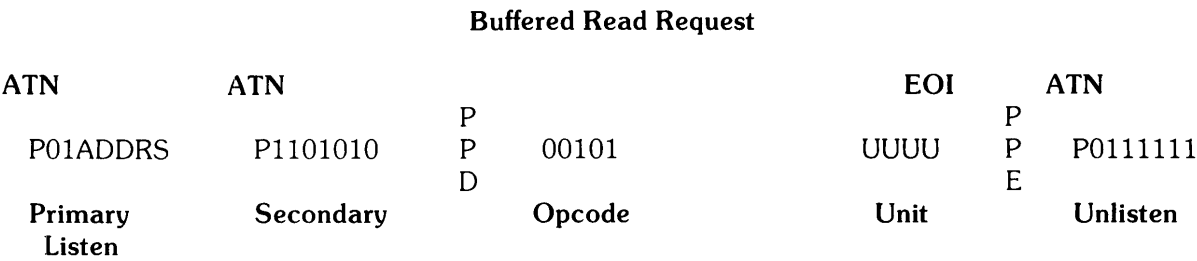 Buffered Read Request
ATN ATN EOI ATN
P P
P01ADDRS P1101010 P 00101 UUUU P P0111111
D E
Primary Secondary Opcode Unit Unlisten
Listen